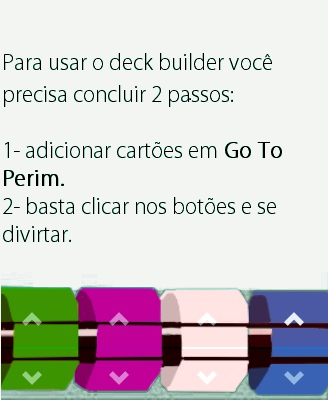 Para usar o deck builder você
precisa concluir 2 passos:
1- adicionar cartões em Go To
Perim.
2- basta clicar nos botões e se
divirtar.